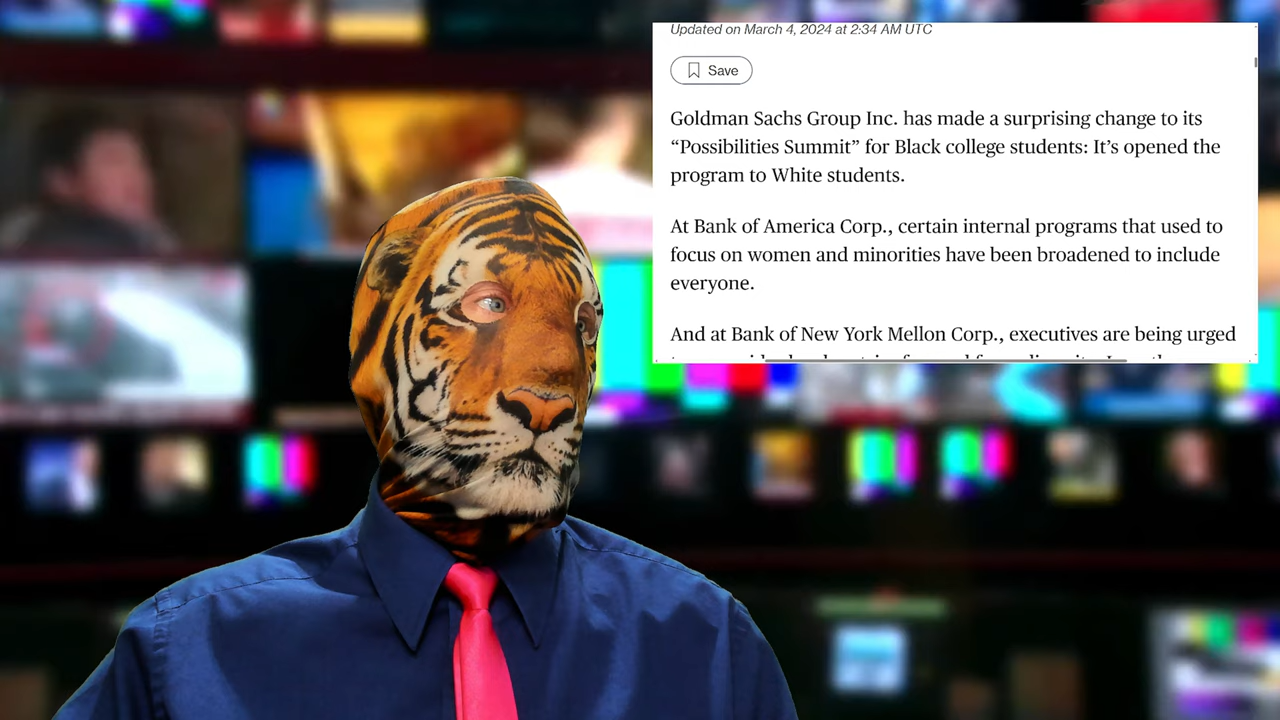 Updated on March 4, 2024 at 2:34 AM UTC
Save
Goldman Sachs Group Inc. has made a surprising change to its
“Possibilities Summit” for Black college students: It’s opened the
program to White students.
At Bank of America Corp., certain internal programs that used to
focus on women and minorities have been broadened to include
everyone.
And at Bank of New York Mellon Corp., executives are being urged